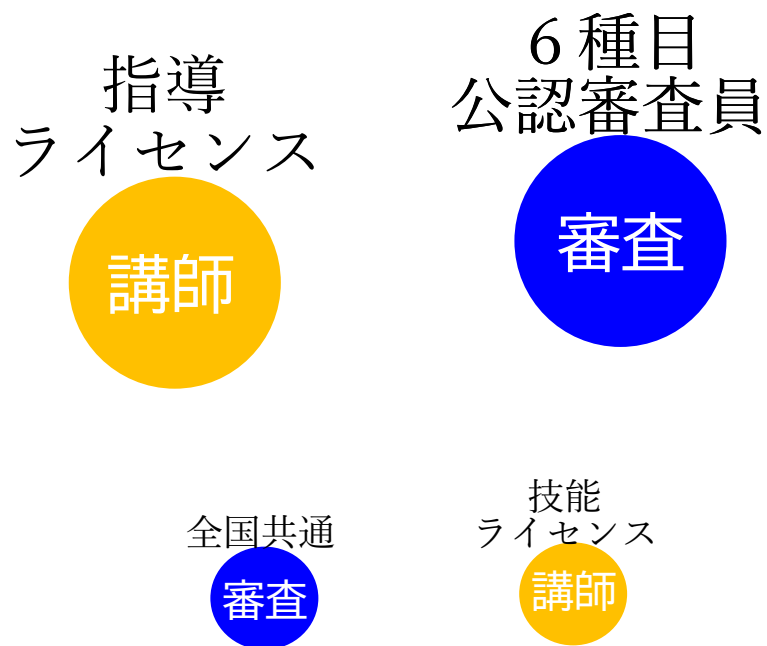 指導
ライセンス
講師
６種目
公認審査員
審査
全国共通
審査
技能
ライセンス
講師